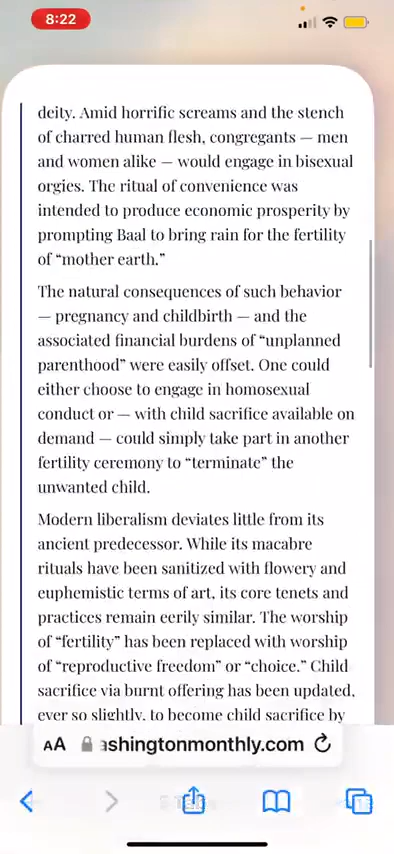 8:22
deity. Amid horrific screams and the stench
of charred human flesh, congregants — men
and women alike — would engage in bisexual
orgies. The ritual of convenience was
intended to produce economic prosperity by
prompting Baal to bring rain for the fertility
of “mother earth.”
The natural consequences of such behavior
— pregnancy and childbirth — and the
associated financial burdens of “unplanned
parenthood” were easily offset. One could
either choose to engage in homosexual
conduct or — with child sacrifice available on
demand — could simply take part in another
fertility ceremony to “terminate” the
unwanted child.
Modern liberalism deviates little from its
ancient predecessor. While its macabre
rituals have been sanitized with flowery and
euphemistic terms of art, its core tenets and
practices remain eerily similar. The worship
of “fertility” has been replaced with worship
of “reproductive freedom” or “choice.” Child
sacrifice via burnt offering has been updated,
ever so slightly, to become child sacrifice by
AA ashingtonmonthly.com